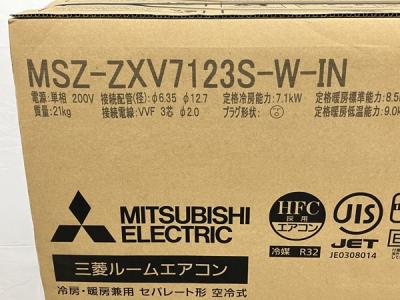 MSZ-ZXV7123S-W-IN
電源:単相 200V 接続配管(径):φ6.35 φ12.7 定格冷房能力:7.1kW 定格暖房標準能力:8.5
質量:21kg 接続電線:VVF 3芯 φ2.0 プラグ形状: 定格暖房低温能力:9.0
MITSUBISHI
ELECTRIC
HFC
採用
エアコン
冷媒 R32
JIS
JET
JE0308014
三菱ルームエアコン
冷房・暖房兼用 セパレート形 空冷式